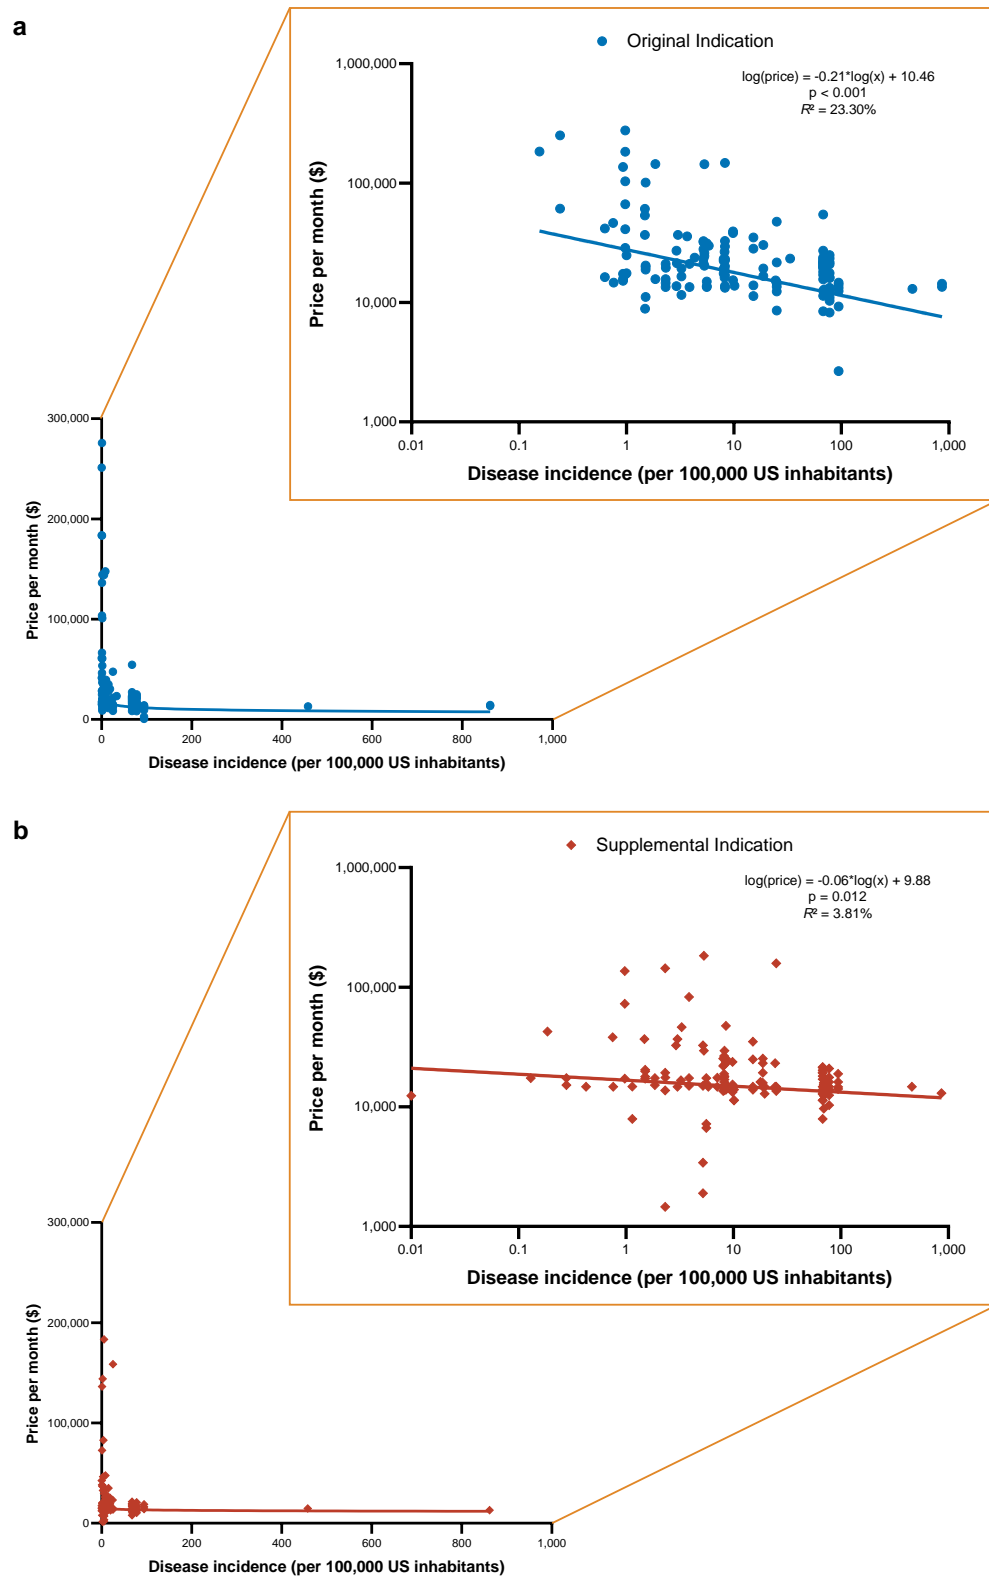 a
Original Indication
log(price) = -0.21*log(x) + 10.46
p < 0.001
R² = 23.30%
1,000,000
100,000
10,000
1,000
Price per month ($)
0.01 0.1 1 10 100 1,000
Disease incidence (per 100,000 US inhabitants)
300,000
200,000
100,000
0
Price per month ($)
0 200 400 600 800 1,000
Disease incidence (per 100,000 US inhabitants)
b
Supplemental Indication
log(price) = -0.06*log(x) + 9.88
p = 0.012
R² = 3.81%
1,000,000
100,000
10,000
1,000
Price per month ($)
0.01 0.1 1 10 100 1,000
Disease incidence (per 100,000 US inhabitants)
300,000
200,000
100,000
0
Price per month ($)
0 200 400 600 800 1,000
Disease incidence (per 100,000 US inhabitants)